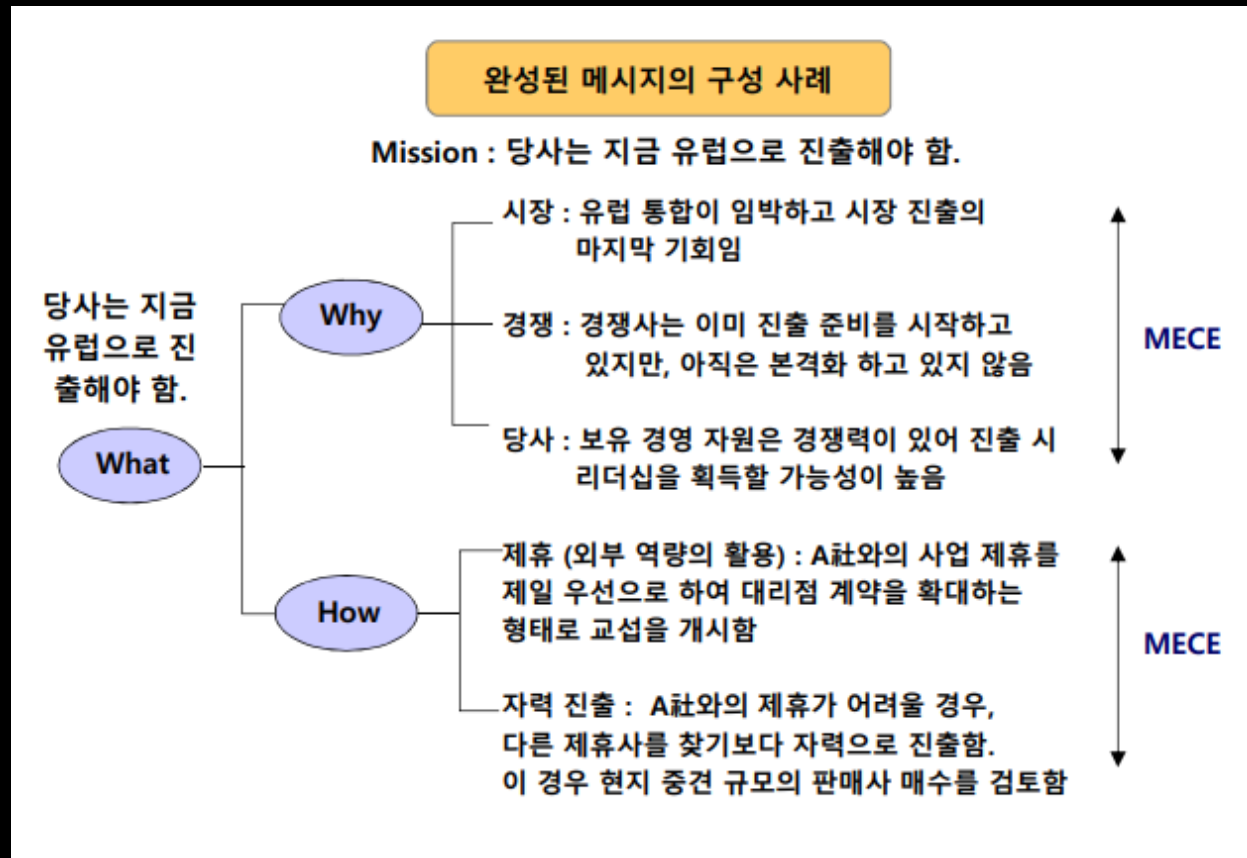 완성된 메시지의 구성 사례
Mission : 당사는 지금 유럽으로 진출해야 함.
당사는 지금
유럽으로 진
출해야 함.
What
Why
시장 : 유럽 통합이 임박하고 시장 진출의
마지막 기회임
경쟁 : 경쟁사는 이미 진출 준비를 시작하고
있지만, 아직은 본격화 하고 있지 않음
당사 : 보유 경영 자원은 경쟁력이 있어 진출 시
리더십을 획득할 가능성이 높음
MECE
How
제휴 (외부 역량의 활용) : A社와의 사업 제휴를
제일 우선으로 하여 대리점 계약을 확대하는
형태로 교섭을 개시함
자력 진출 : A社와의 제휴가 어려울 경우,
다른 제휴사를 찾기보다 자력으로 진출함.
이 경우 현지 중견 규모의 판매사 매수를 검토함
MECE